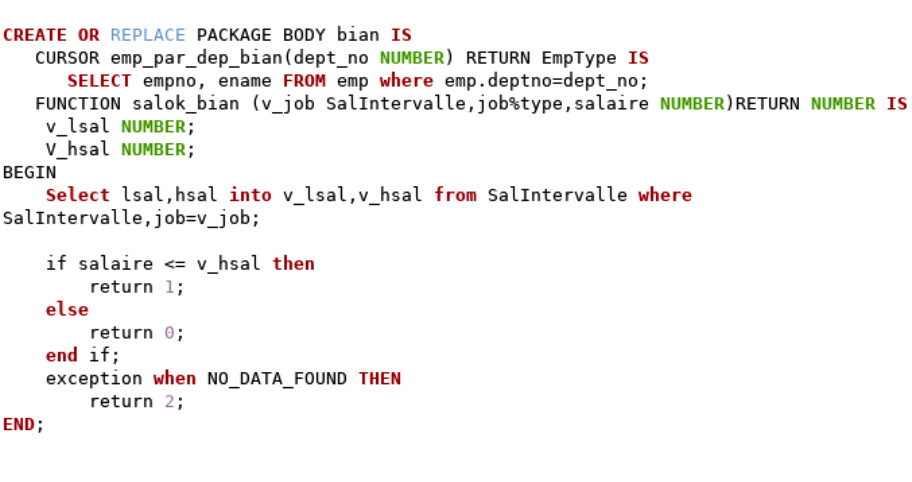 CREATE OR REPLACE PACKAGE BODY bian IS
CURSOR emp_par_dep_bian(dept_no NUMBER) RETURN EmpType IS
SELECT empno, ename FROM emp where emp.deptno=dept_no;
FUNCTION salok_bian (v_job SalIntervalle,job%type,salaire NUMBER)RETURN NUMBER IS
v_lsal NUMBER;
V_hsal NUMBER;
BEGIN
Select lsal,hsal into v_lsal,v_hsal from SalIntervalle where
SalIntervalle,job=v_job;
if salaire <= v_hsal then
return 1;
else
return 0;
end if;
exception when NO_DATA_FOUND THEN
return 2;
END;